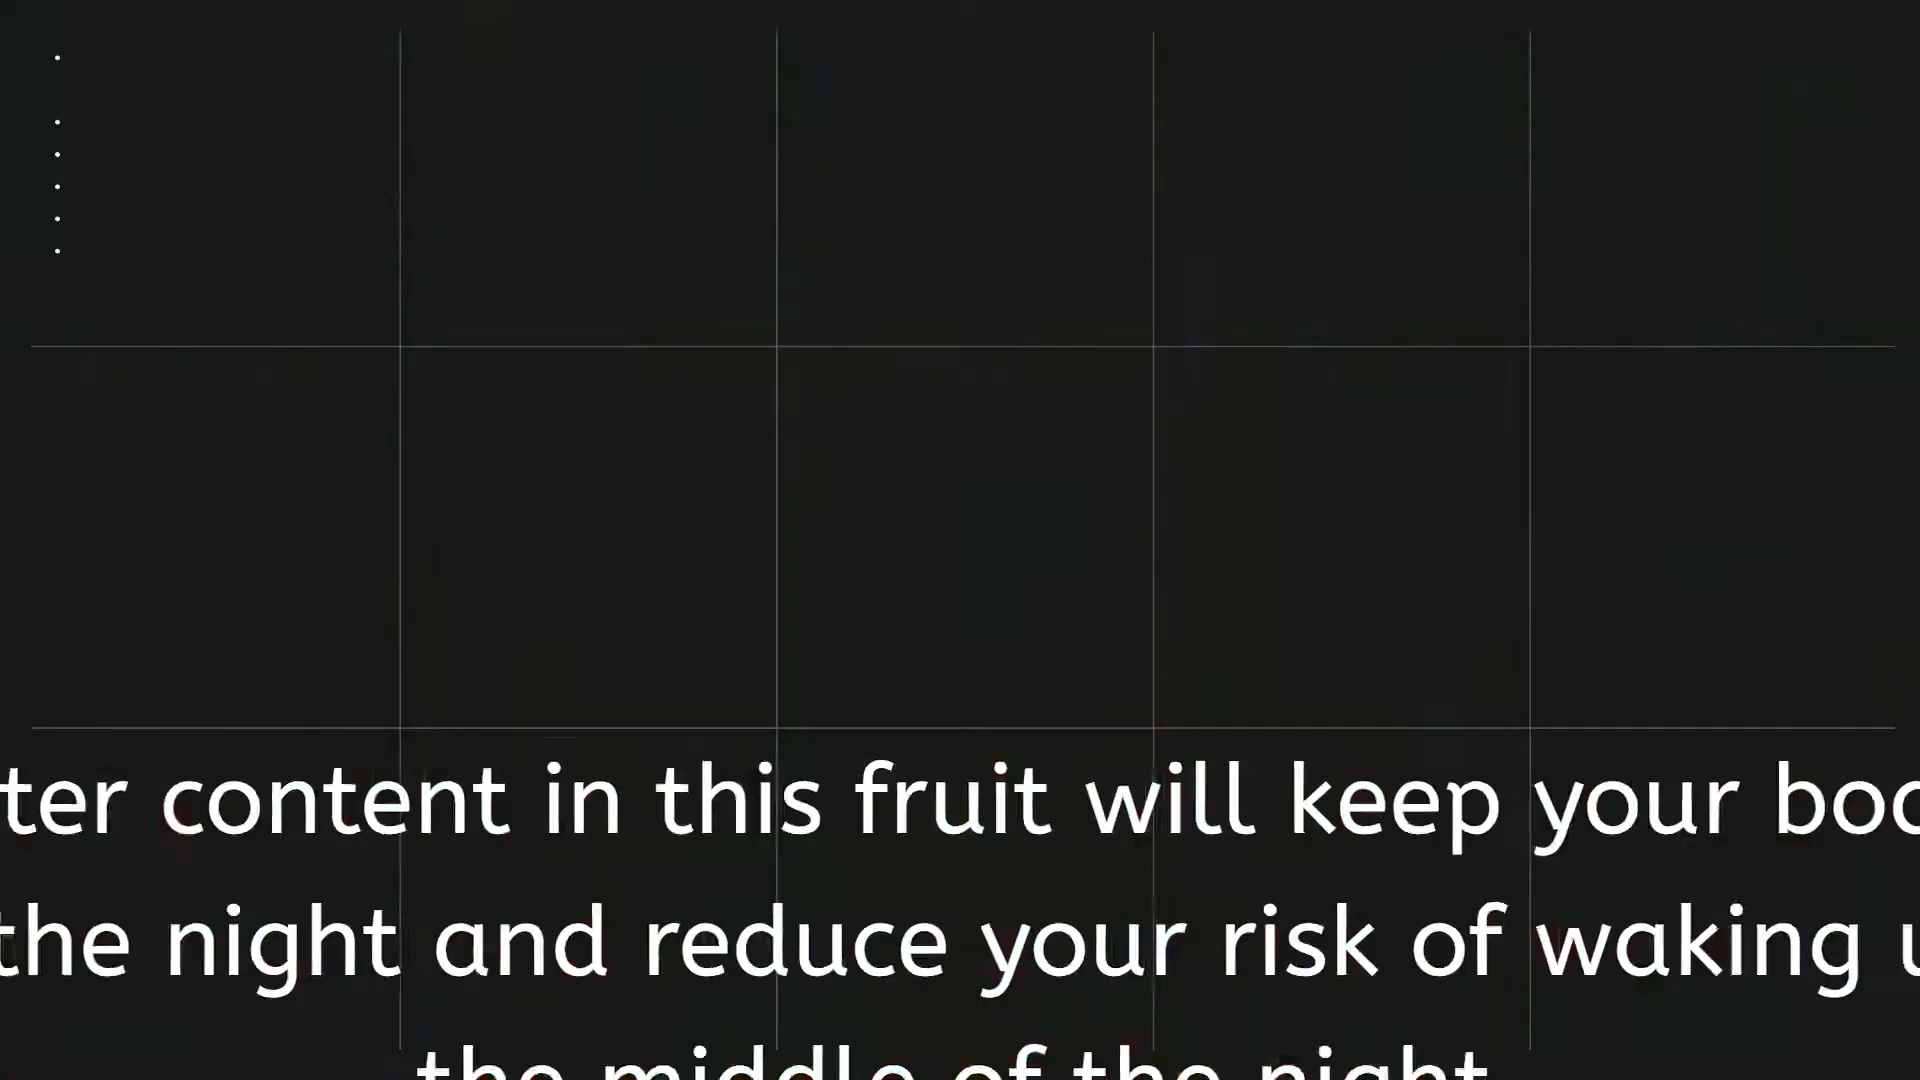 ter content in this fruit will keep your
the night and reduce your risk of waking
the middle of the night